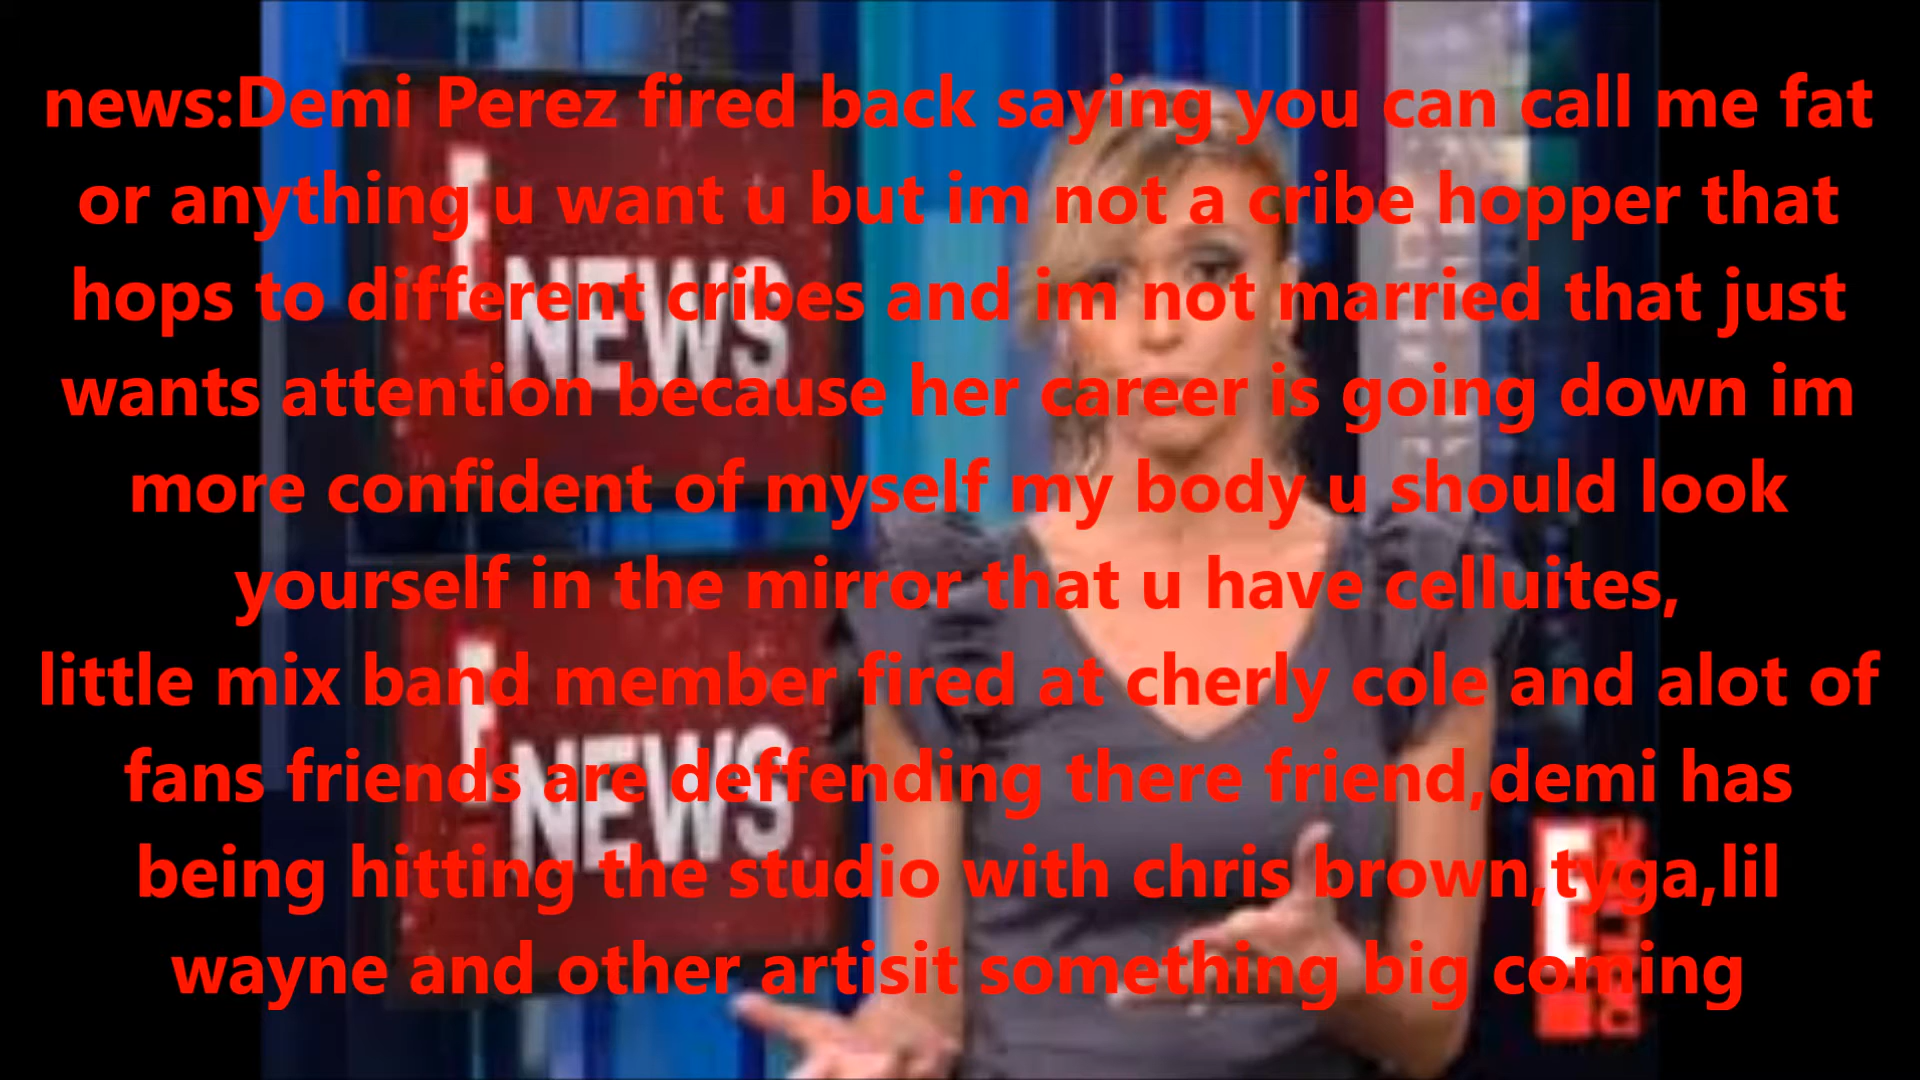 news:Demi Perez fired back saying you can call me fat
or anything u want u but im not a cribe hopper that
hops to different cribes and im not married that just
wants attention because her career is going down im
more confident of myself my body u should look
yourself in the mirror that u have celluites,
little mix band member fired at cherly cole and alot of
fans friends are deffending there friend,demi has
being hitting the studio with chris brown,tyga,lil
wayne and other artisit something big coming
E NEWS
E NEWS
E
online